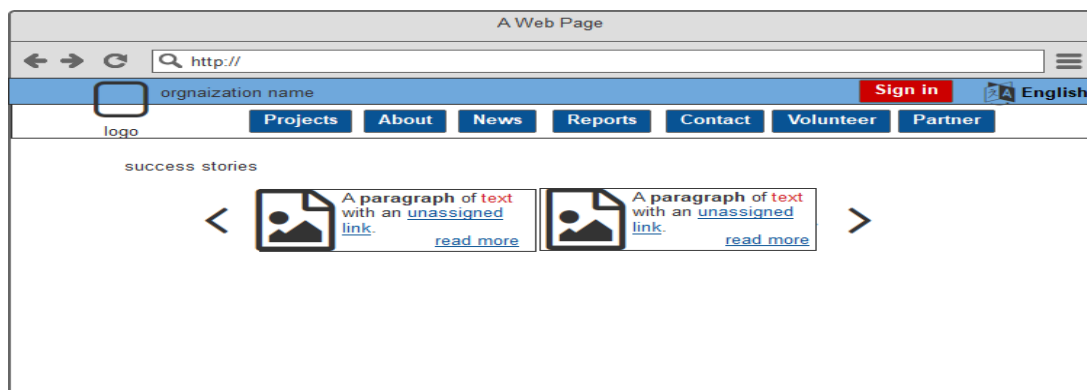 A Web Page
http://
orgnaization name
Sign in
English
logo
Projects
About
News
Reports
Contact
Volunteer
Partner
success stories
A paragraph of text
with an unassigned
link.
read more
A paragraph of text
with an unassigned
link.
read more